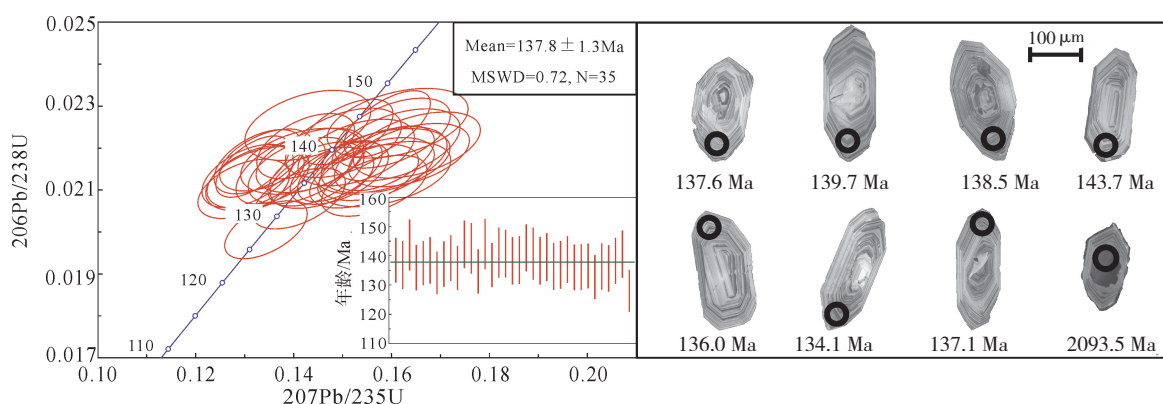 0.025
0.023
0.021
0.019
0.017
206Pb/238U
0.10
0.12
0.14
0.16
0.18
0.20
207Pb/235U
110
120
130
140
150
Mean=137.8 ± 1.3Ma
MSWD=0.72, N=35
160
150
140
130
120
110
年龄/Ma
100 μm
137.6 Ma
139.7 Ma
138.5 Ma
143.7 Ma
136.0 Ma
134.1 Ma
137.1 Ma
2093.5 Ma